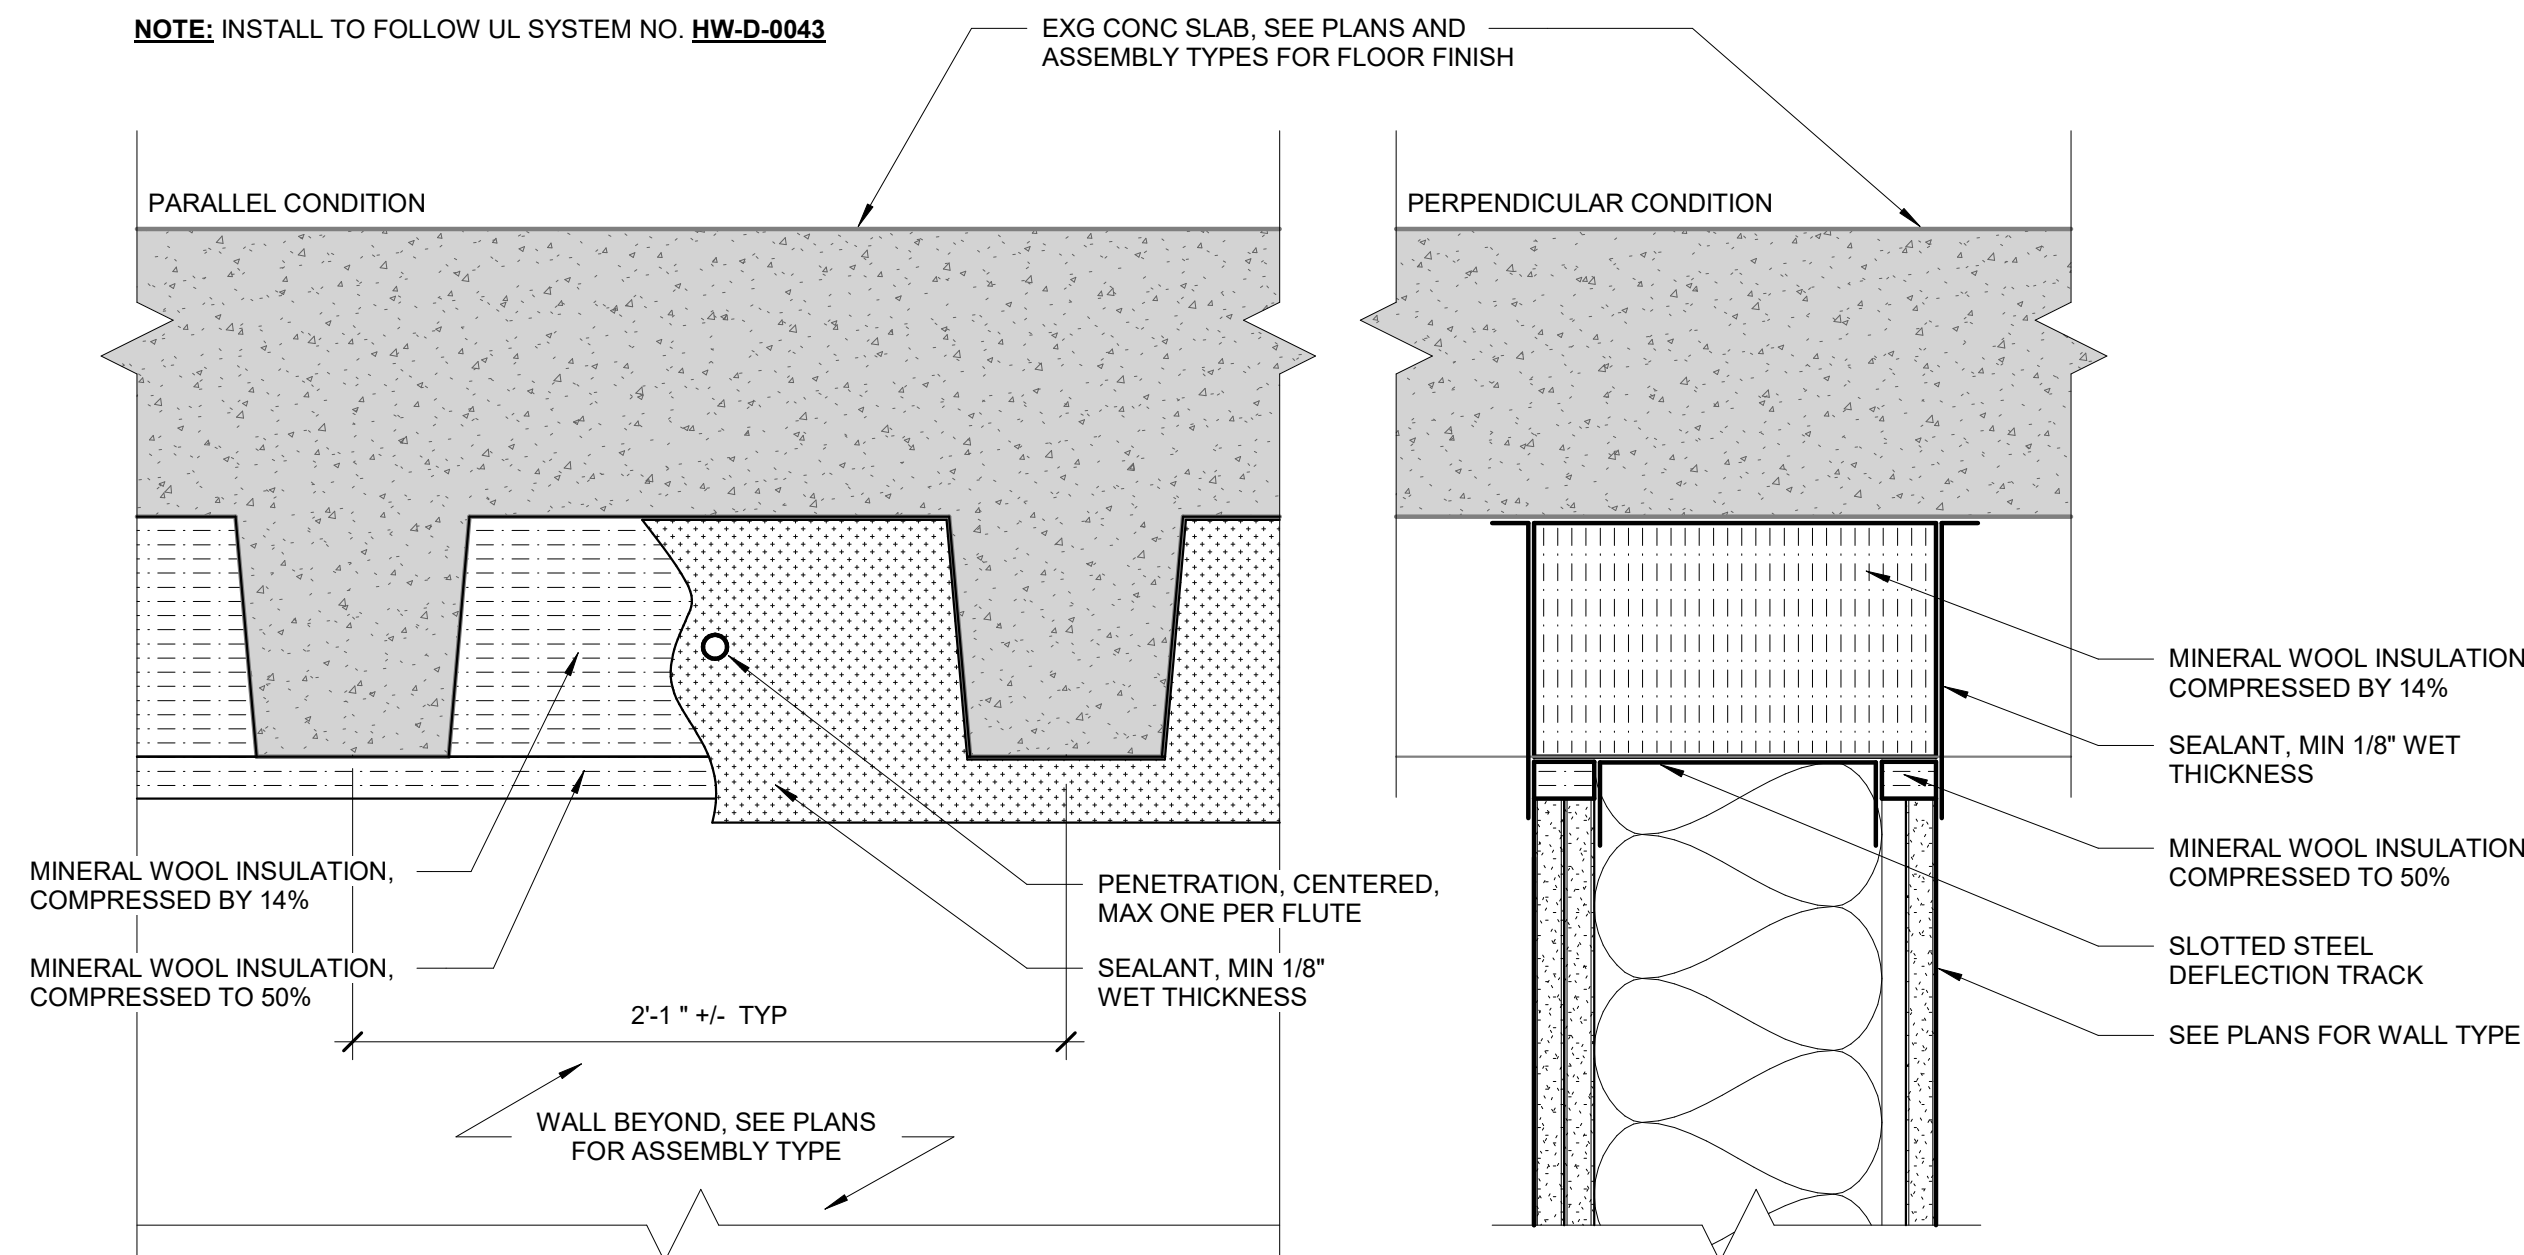 NOTE: INSTALL TO FOLLOW UL SYSTEM NO. HW-D-0043
EXG CONC SLAB, SEE PLANS AND
ASSEMBLY TYPES FOR FLOOR FINISH
PARALLEL CONDITION
PERPENDICULAR CONDITION
MINERAL WOOL INSULATION,
COMPRESSED BY 14%
MINERAL WOOL INSULATION,
COMPRESSED TO 50%
PENETRATION, CENTERED,
MAX ONE PER FLUTE
SEALANT, MIN 1/8"
WET THICKNESS
2'-1 " +/- TYP
WALL BEYOND, SEE PLANS
FOR ASSEMBLY TYPE
MINERAL WOOL INSULATION
COMPRESSED BY 14%
SEALANT, MIN 1/8" WET
THICKNESS
MINERAL WOOL INSULATION
COMPRESSED TO 50%
SLOTTED STEEL
DEFLECTION TRACK
SEE PLANS FOR WALL TYPE